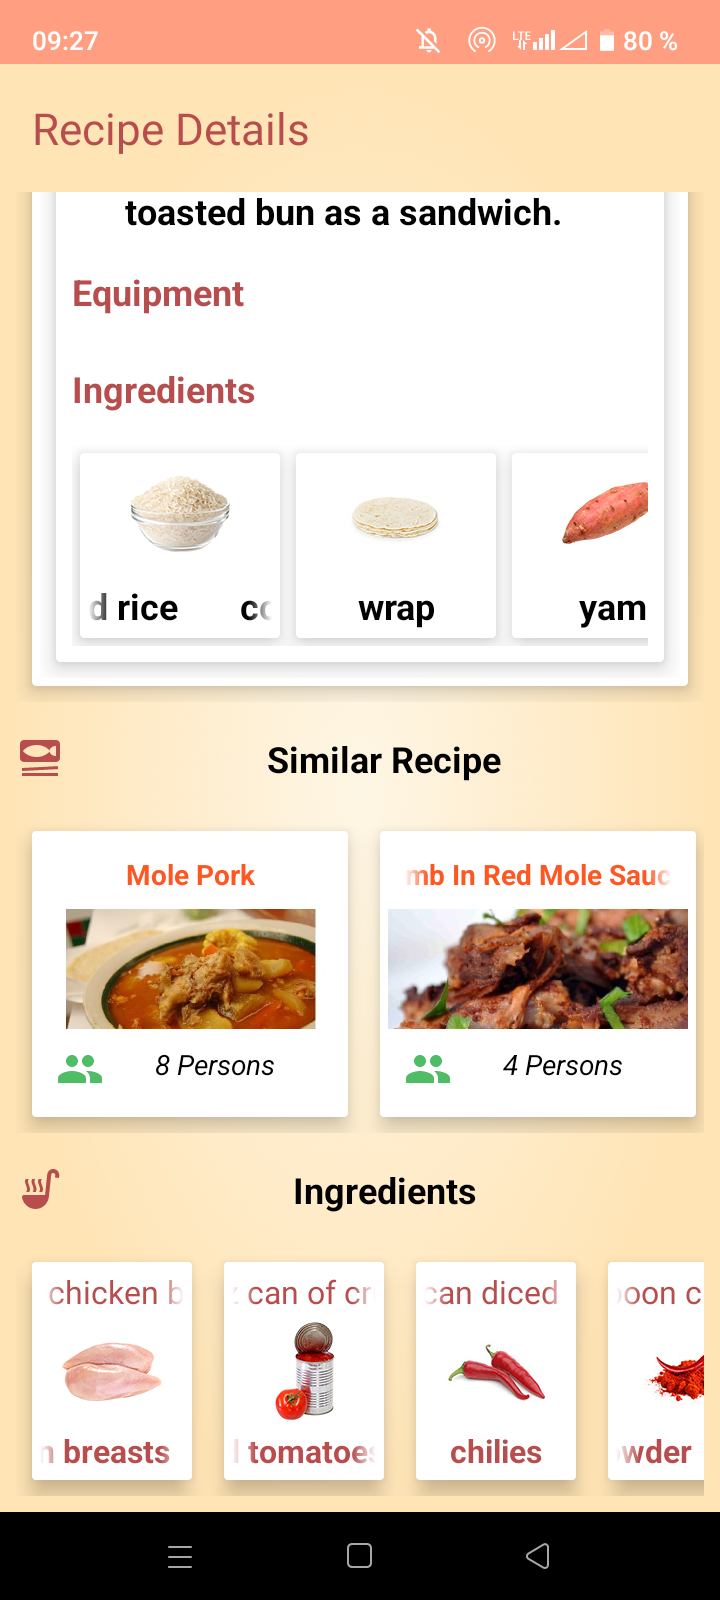 09:27
LTE
80 %
Recipe Details
toasted bun as a sandwich.
Equipment
Ingredients
d rice
wrap
yam
Similar Recipe
Mole Pork
mb In Red Mole Sauc
8 Persons
4 Persons
Ingredients
chicken b
can of cr
can diced
oon c
n breasts
tomatoes
chilies
wder